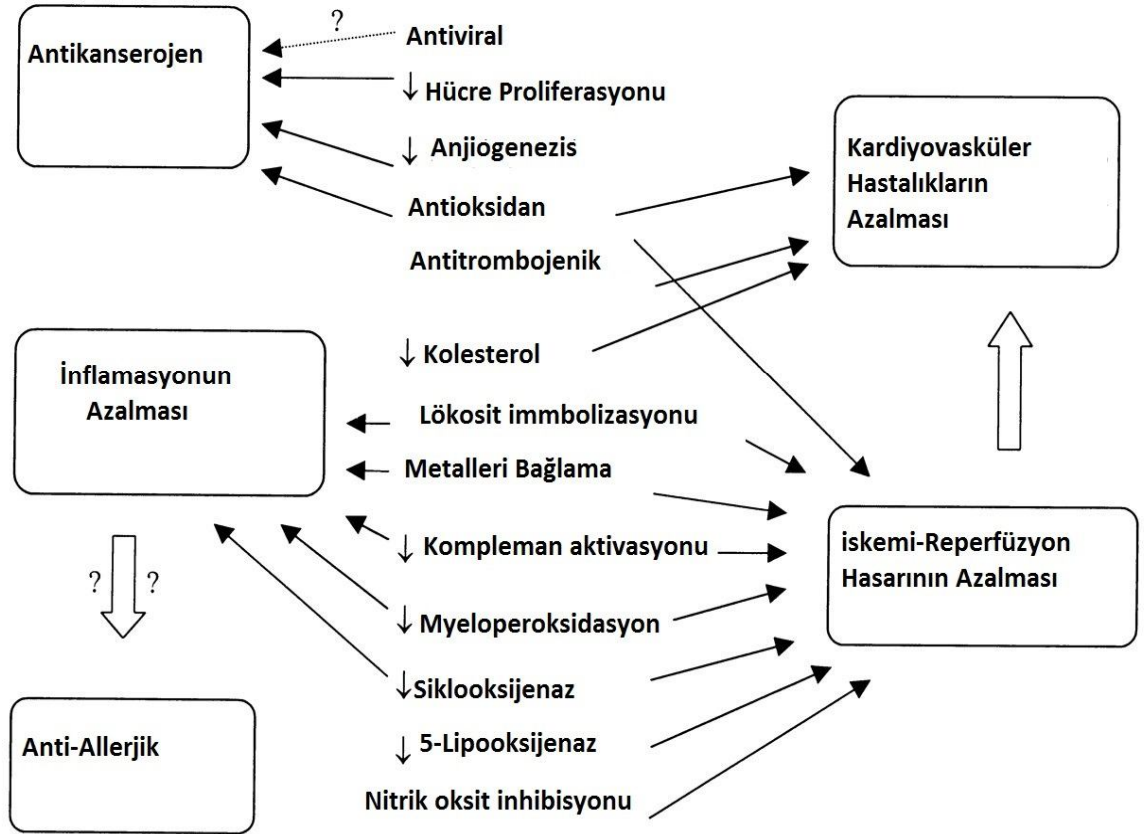 Antikanserojen
?
Antiviral
↓ Hücre Proliferasyonu
↓ Anjiogenezis
Antioksidan
Antitrombojenik
↓ Kolesterol
Lökosit immbolizasyonu
Metalleri Bağlama
↓ Kompleman aktivasyonu
↓ Myeloperoksidasyon
↓ Siklooksijenaz
↓ 5-Lipooksijenaz
Nitrik oksit inhibisyonu
Kardiyovasküler
Hastalıkların
Azalması
İnflamasyonun
Azalması
? ?
Anti-Allerjik
iskemi-Reperfüzyon
Hasarının Azalması